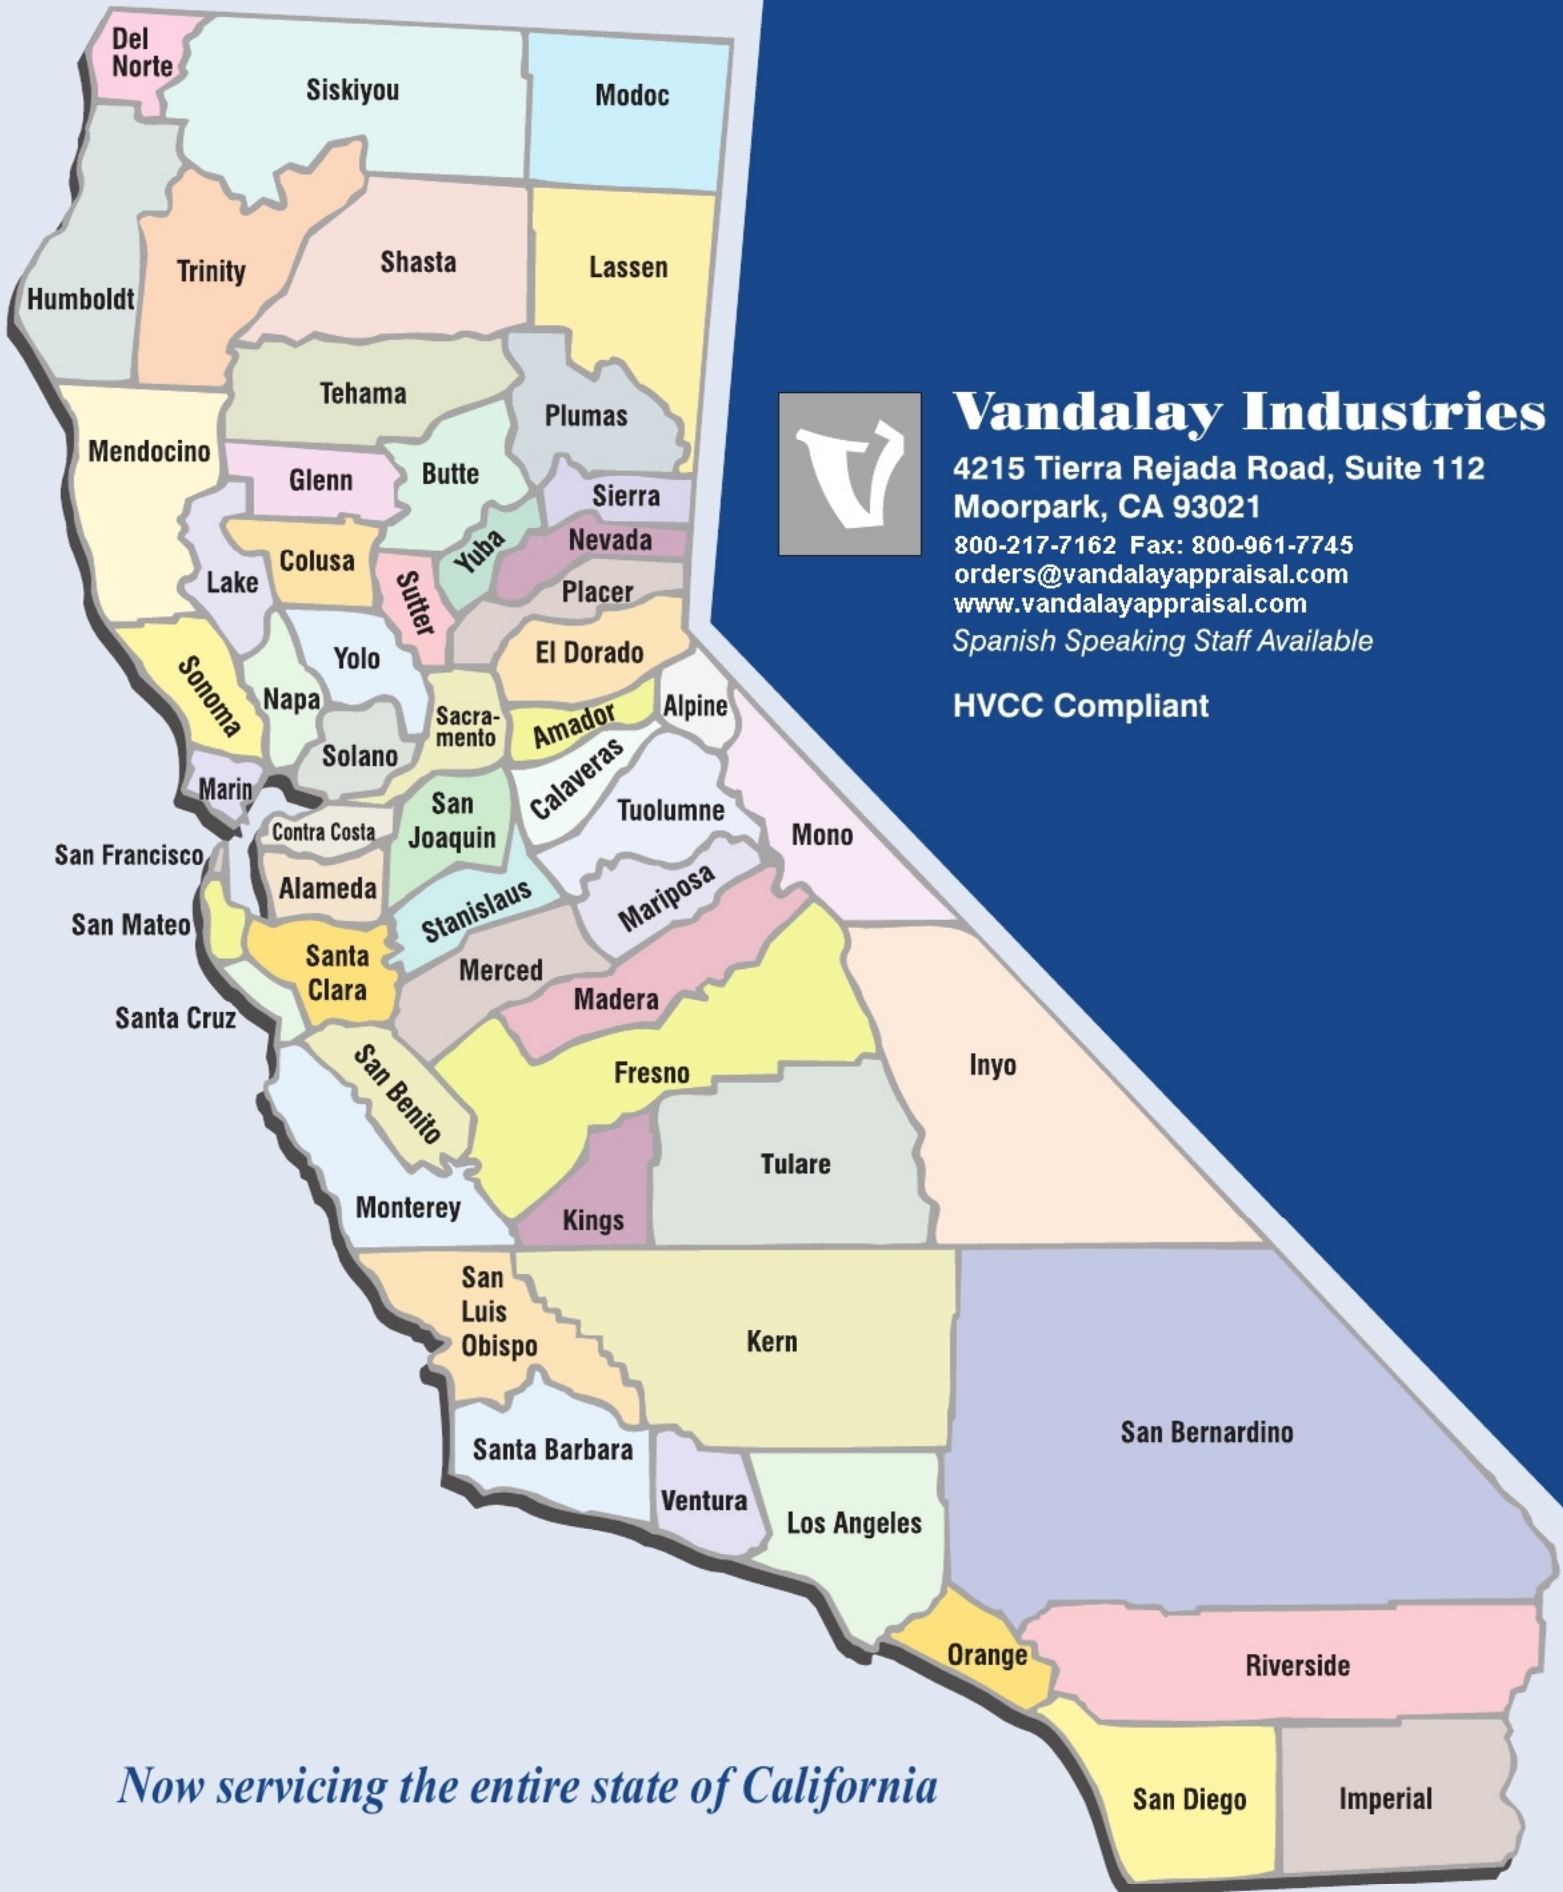 Del
Norte
Siskiyou
Modoc
Humboldt
Trinity
Shasta
Lassen
Tehama
Plumas
Mendocino
Glenn
Butte
Sierra
Nevada
Yuba
Colusa
Lake
Sutter
Placer
El Dorado
Yolo
Sonoma
Napa
Sacra-
mento
Amador
Alpine
Solano
Marin
Calaveras
San
Joaquin
Tuolumne
Contra Costa
Mono
San Francisco
Alameda
Stanislaus
Mariposa
San Mateo
Santa
Clara
Merced
Madera
Santa Cruz
San Benito
Fresno
Inyo
Tulare
Monterey
Kings
San
Luis
Obispo
Kern
San Bernardino
Santa Barbara
Ventura
Los Angeles
Orange
Riverside
San Diego
Imperial
Vandalay Industries
4215 Tierra Rejada Road, Suite 112
Moorpark, CA 93021
800-217-7162 Fax: 800-961-7745
orders@vandalayappraisal.com
www.vandalayappraisal.com
Spanish Speaking Staff Available
HVCC Compliant
Now servicing the entire state of California